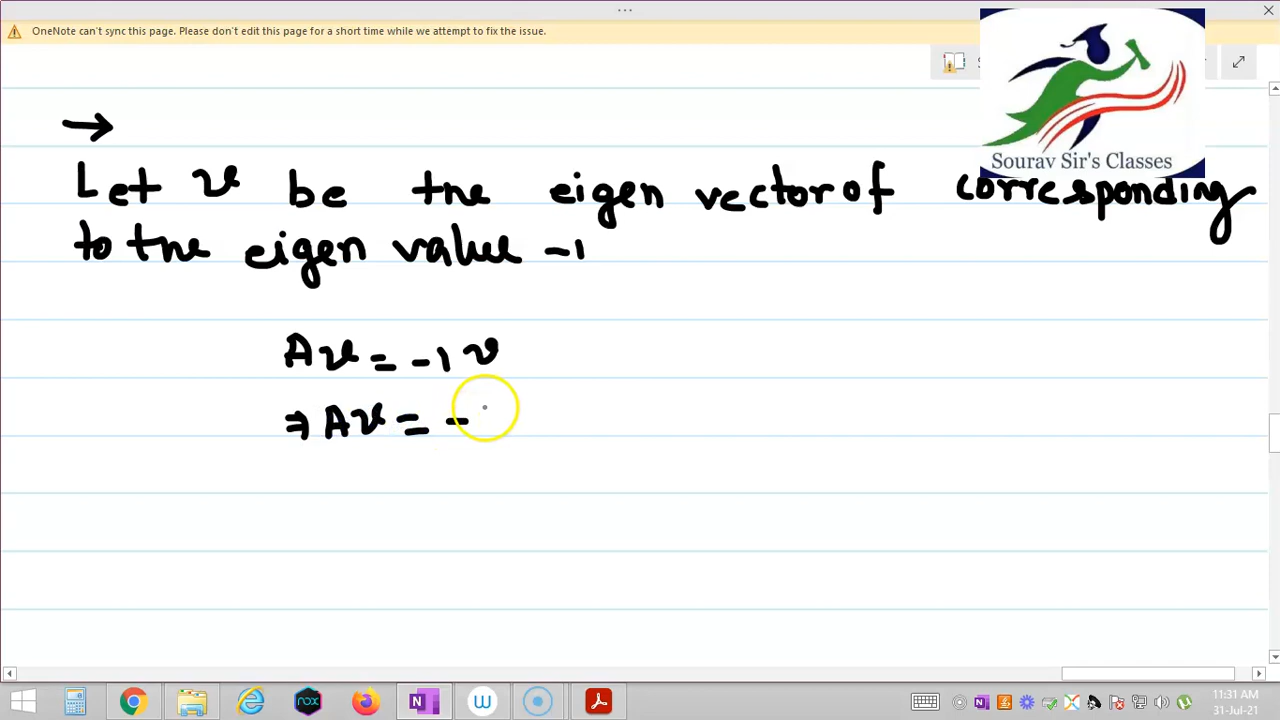 OneNote can't sync this page. Please don't edit this page for a short time while we attempt to fix the issue.
Sourav Sir's Classes
→
Let v be the eigen vector of corresponding
to the eigen value -1
Av = -1 v
⇒ Av = -
11:31 AM
31-Jul-21